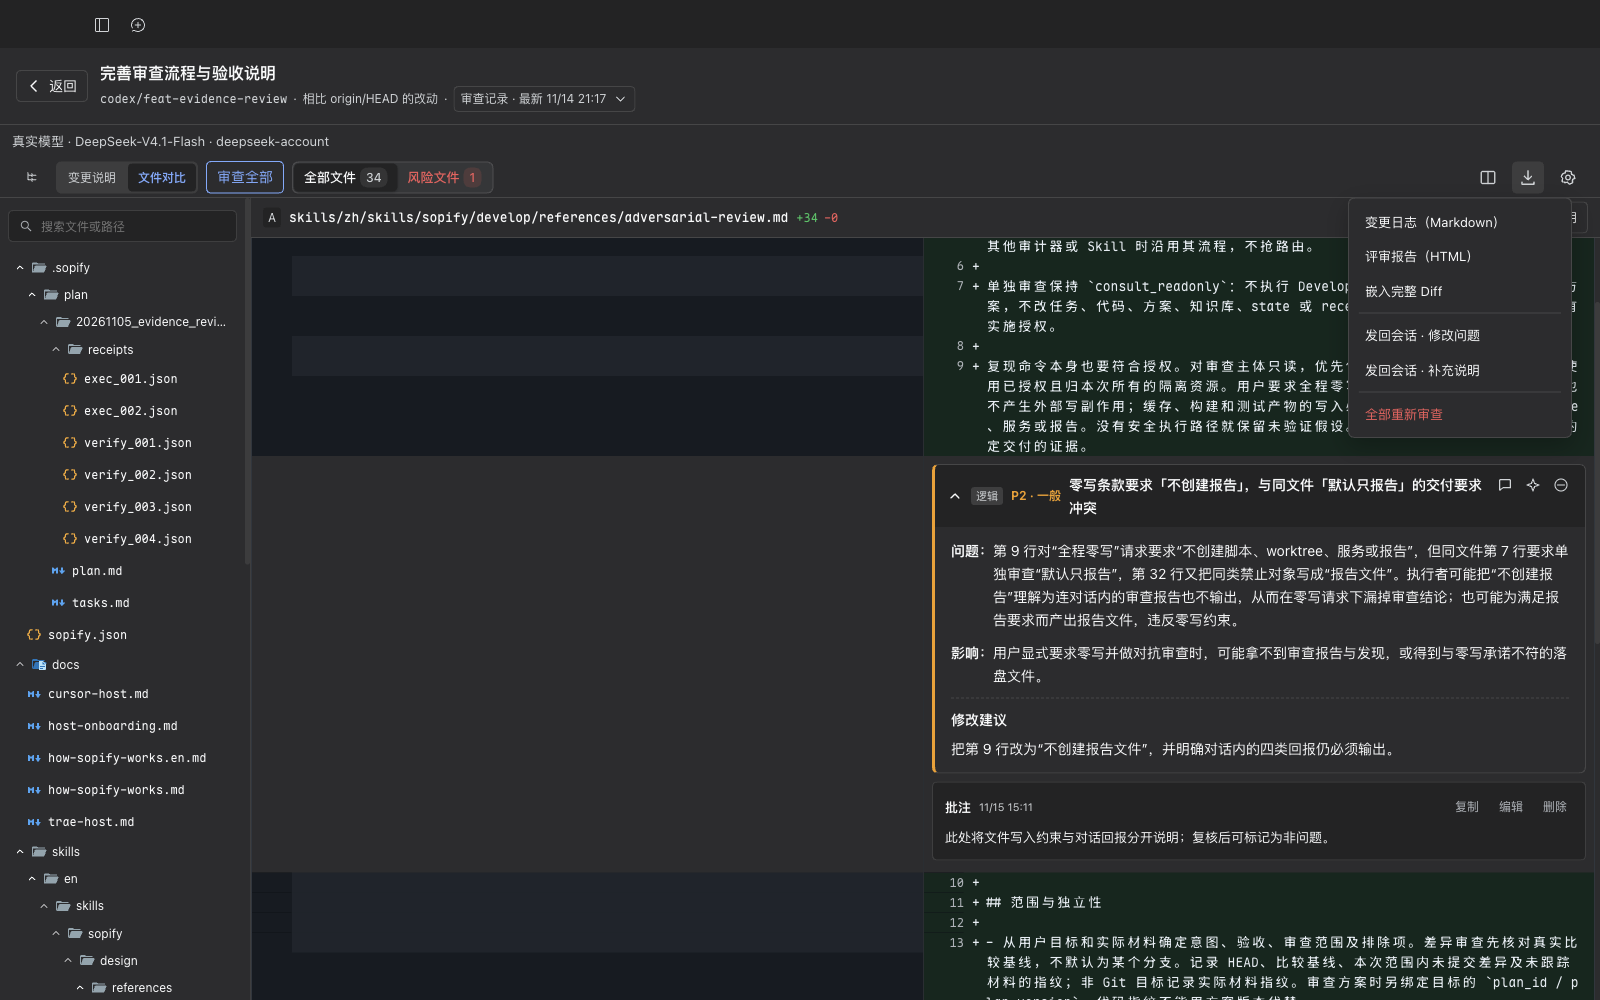 返回
完善审查流程与验收说明
codex/feat-evidence-review · 相比 origin/HEAD 的改动 · 审查记录 · 最新 11/14 21:17
真实模型 · DeepSeek-V4.1-Flash · deepseek-account
变更说明 文件对比 审查全部 全部文件 34 风险文件 1
搜索文件或路径
.sopify
plan
20261105_evidence_revi...
receipts
exec_001.json
exec_002.json
verify_001.json
verify_002.json
verify_003.json
verify_004.json
plan.md
tasks.md
sopify.json
docs
cursor-host.md
host-onboarding.md
how-sopify-works.en.md
how-sopify-works.md
trae-host.md
skills
en
skills
sopify
design
references
A skills/zh/skills/sopify/develop/references/adversarial-review.md +34 -0
变更日志（Markdown）
评审报告（HTML）
嵌入完整 Diff
发回会话 · 修改问题
发回会话 · 补充说明
全部重新审查
其他审计器或 Skill 时沿用其流程，不抢路由。
6 +
7 + 单独审查保持 `consult_readonly`：不执行 Develop
案，不改任务、代码、方案、知识库、state 或 rece
实施授权。
8 +
9 + 复现命令本身也要符合授权。对审查主体只读，优先
用已授权且归本次所有的隔离资源。用户要求全程零
不产生外部写副作用；缓存、构建和测试产物的写入
、服务或报告。没有安全执行路径就保留未验证假设。 的
定交付的证据。
逻辑 P2 · 一般 零写条款要求「不创建报告」，与同文件「默认只报告」的交付要求
冲突
问题： 第 9 行对“全程零写”请求要求“不创建脚本、worktree、服务或报告”，但同文件第 7 行要求单
独审查“默认只报告”，第 32 行又把同类禁止对象写成“报告文件”。执行者可能把“不创建报
告”理解为连对话内的审查报告也不输出，从而在零写请求下漏掉审查结论；也可能为满足报
告要求而产出报告文件，违反零写约束。
影响： 用户显式要求零写并做对抗审查时，可能拿不到审查报告与发现，或得到与零写承诺不符的落
盘文件。
修改建议
把第 9 行改为“不创建报告文件”，并明确对话内的四类回报仍必须输出。
批注 11/15 15:11 复制 编辑 删除
此处将文件写入约束与对话回报分开说明；复核后可标记为非问题。
10 +
11 + ## 范围与独立性
12 +
13 + - 从用户目标和实际材料确定意图、验收、审查范围及排除项。差异审查先核对真实比
较基线，不默认为某个分支。记录 HEAD、比较基线、本次范围内未提交差异及未跟踪
材料的指纹；非 Git 目标记录实际材料指纹。审查方案时另绑定目标的 `plan_id / p